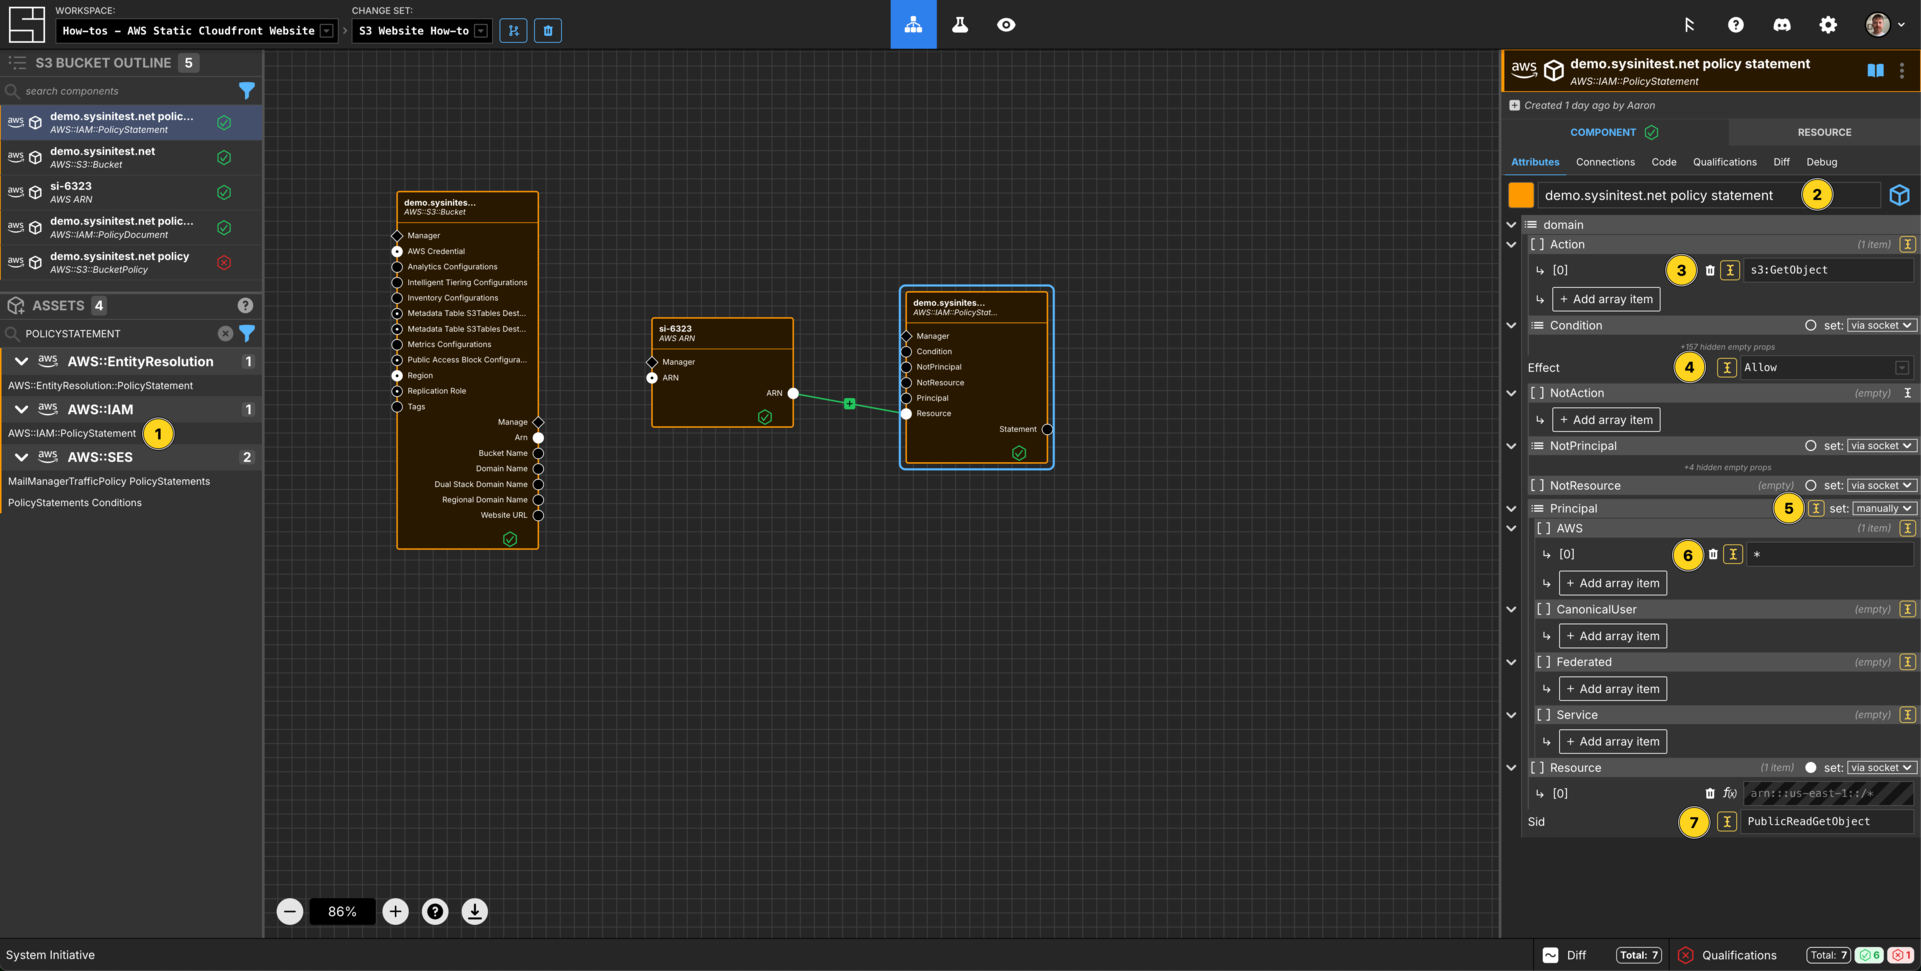 WORKSPACE:
How-tos - AWS Static Cloudfront Website
CHANGE SET:
S3 Website How-to
S3 BUCKET OUTLINE 5
search components
aws demo.sysinitest.net polic...
AWS::IAM::PolicyStatement
aws demo.sysinitest.net
AWS::S3::Bucket
aws si-6323
AWS ARN
aws demo.sysinitest.net polic...
AWS::IAM::PolicyDocument
aws demo.sysinitest.net policy
AWS::S3::BucketPolicy
ASSETS 4
POLICYSTATEMENT
aws AWS::EntityResolution 1
AWS::EntityResolution::PolicyStatement
aws AWS::IAM 1
AWS::IAM::PolicyStatement 1
aws AWS::SES 2
MailManagerTrafficPolicy PolicyStatements
PolicyStatements Conditions
demo.sysinites...
AWS::S3::Bucket
Manager
AWS Credential
Analytics Configurations
Intelligent Tiering Configurations
Inventory Configurations
Metadata Table S3Tables Dest...
Metadata Table S3Tables Dest...
Metrics Configurations
Public Access Block Configura...
Region
Replication Role
Tags
Manage
Arn
Bucket Name
Domain Name
Dual Stack Domain Name
Regional Domain Name
Website URL
si-6323
AWS ARN
Manager
ARN
ARN
demo.sysinites...
AWS::IAM::PolicyStat...
Manager
Condition
NotPrincipal
NotResource
Principal
Resource
Statement
86%
aws demo.sysinitest.net policy statement
AWS::IAM::PolicyStatement
Created 1 day ago by Aaron
COMPONENT
RESOURCE
Attributes Connections Code Qualifications Diff Debug
demo.sysinitest.net policy statement 2
domain
[ ] Action (1 item)
[0] 3 s3:GetObject
+ Add array item
Condition set: via socket
+157 hidden empty props
Effect 4 Allow
[ ] NotAction (empty)
+ Add array item
NotPrincipal set: via socket
+4 hidden empty props
[ ] NotResource (empty) set: via socket
Principal 5 set: manually
[ ] AWS (1 item)
[0] 6 *
+ Add array item
[ ] CanonicalUser (empty)
+ Add array item
[ ] Federated (empty)
+ Add array item
[ ] Service (empty)
+ Add array item
[ ] Resource (1 item) set: via socket
[0] f(x) arn:::us-east-1::/*
Sid 7 PublicReadGetObject
System Initiative
Diff Total: 7 Qualifications Total: 7 6 1